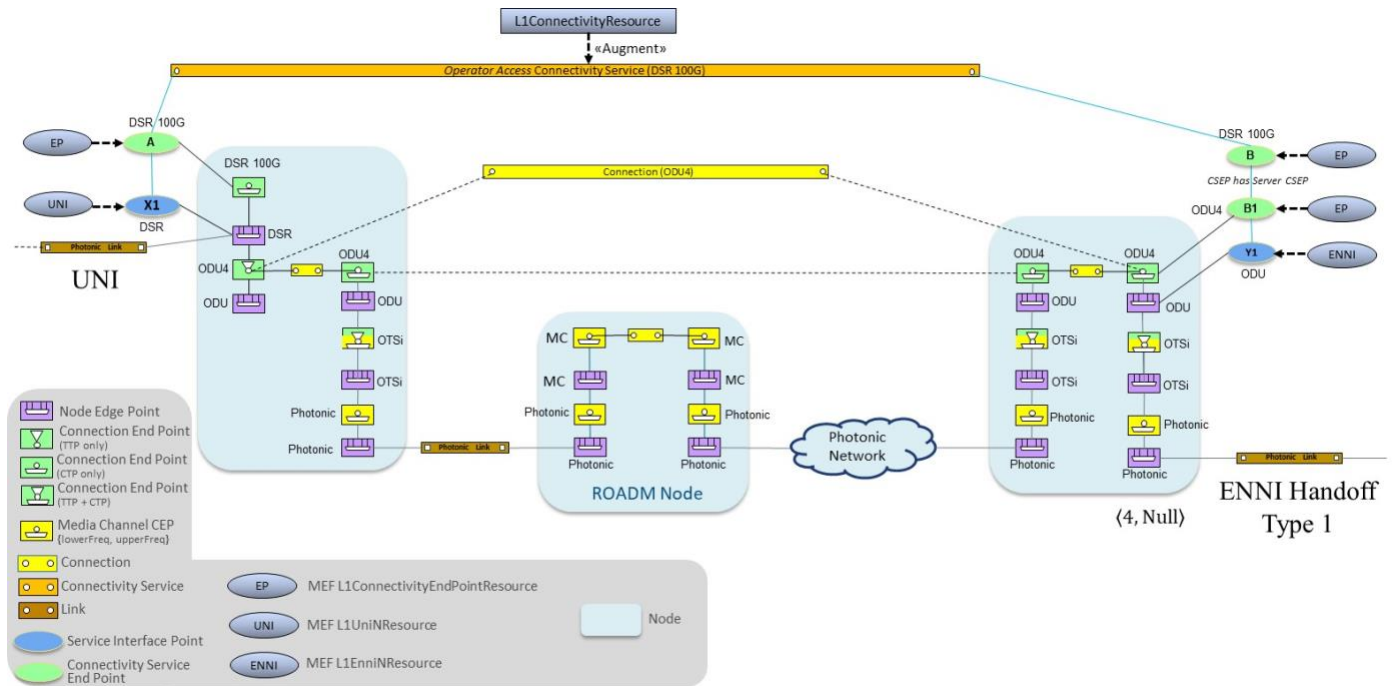 L1ConnectivityResource
«Augment»
Operator Access Connectivity Service (DSR 100G)
DSR 100G
EP
A
UNI
X1
DSR
Photonic Link
UNI
DSR 100G
DSR
ODU4
ODU
ODU4
ODU
OTSi
OTSi
Photonic
Photonic
Connection (ODU4)
Photonic Link
MC
MC
MC
MC
Photonic
Photonic
Photonic
Photonic
ROADM Node
Photonic
Network
ODU4
ODU4
ODU
ODU
OTSi
OTSi
OTSi
OTSi
Photonic
Photonic
Photonic
Photonic
⟨4, Null⟩
DSR 100G
B
EP
CSEP has Server CSEP
ODU4
B1
EP
Y1
ENNI
ODU
Photonic Link
ENNI Handoff
Type 1
Node Edge Point
Connection End Point
(TTP only)
Connection End Point
(CTP only)
Connection End Point
(TTP + CTP)
Media Channel CEP
{lowerFreq, upperFreq}
Connection
Connectivity Service
Link
Service Interface Point
Connectivity Service
End Point
EP
MEF L1ConnectivityEndPointResource
UNI
MEF L1UniNResource
ENNI
MEF L1EnniNResource
Node